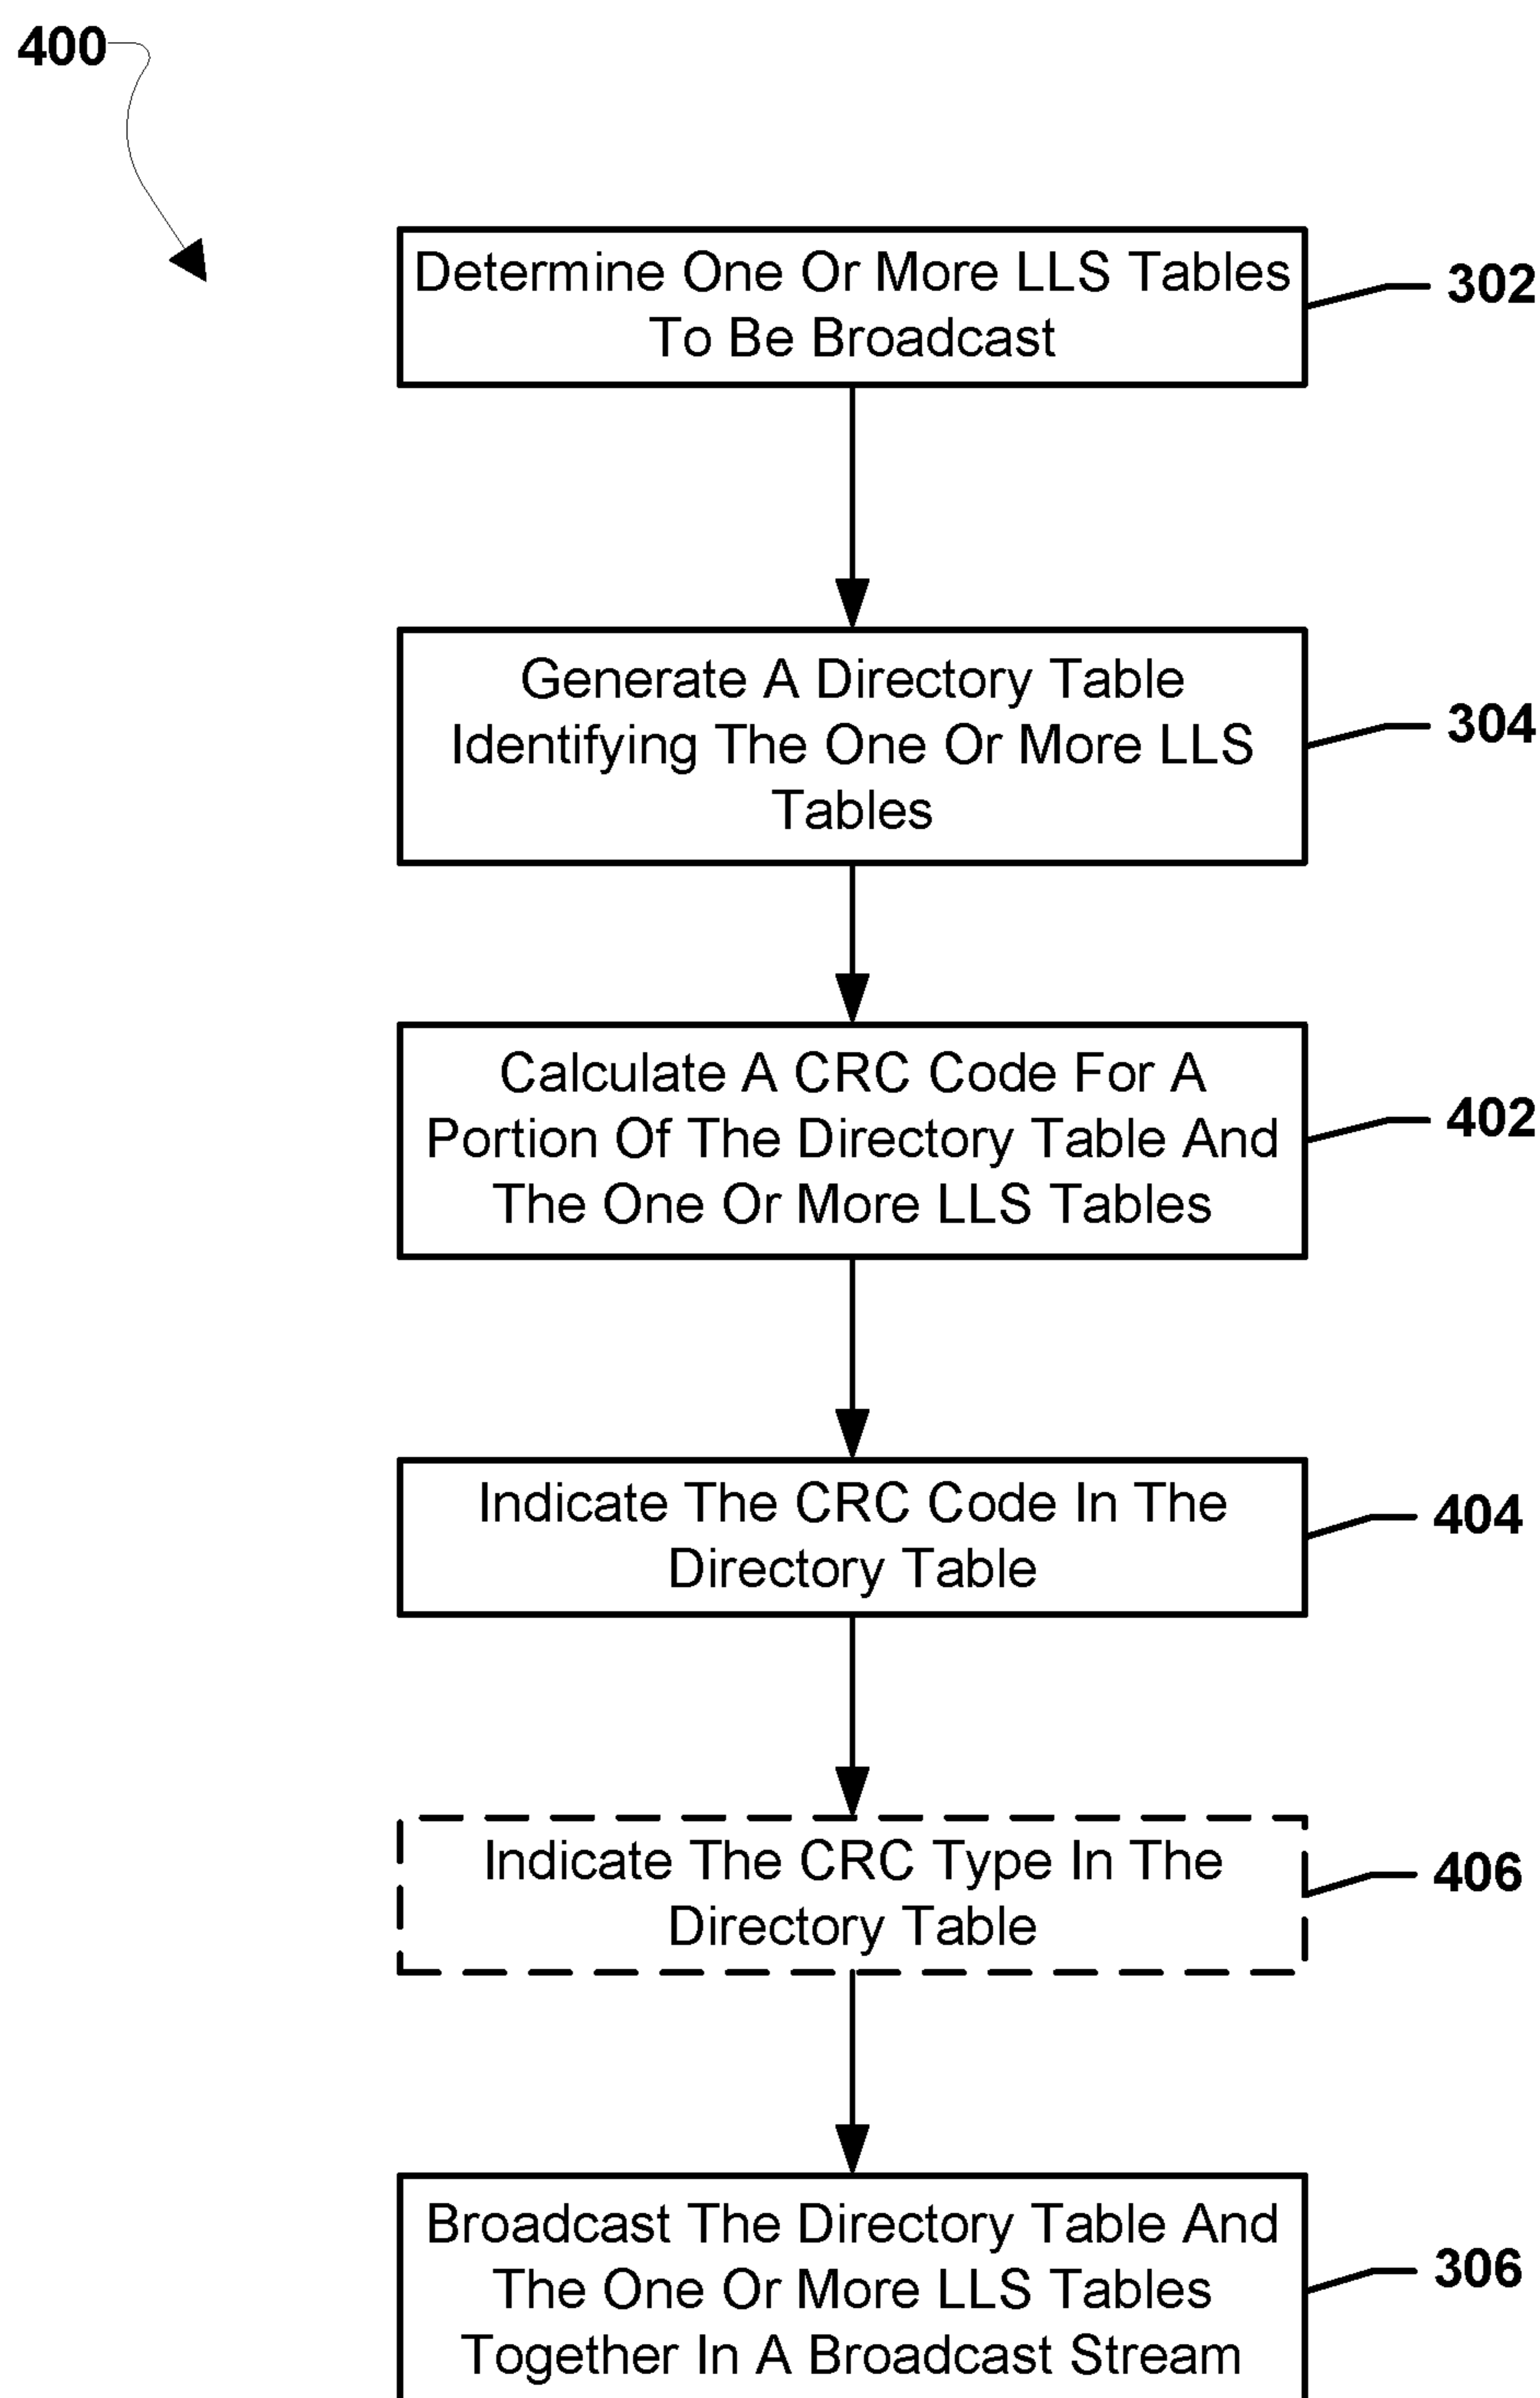 400
Determine One Or More LLS Tables
To Be Broadcast
302
Generate A Directory Table
Identifying The One Or More LLS
Tables
304
Calculate A CRC Code For A
Portion Of The Directory Table And
The One Or More LLS Tables
402
Indicate The CRC Code In The
Directory Table
404
Indicate The CRC Type In The
Directory Table
406
Broadcast The Directory Table And
The One Or More LLS Tables
Together In A Broadcast Stream
306